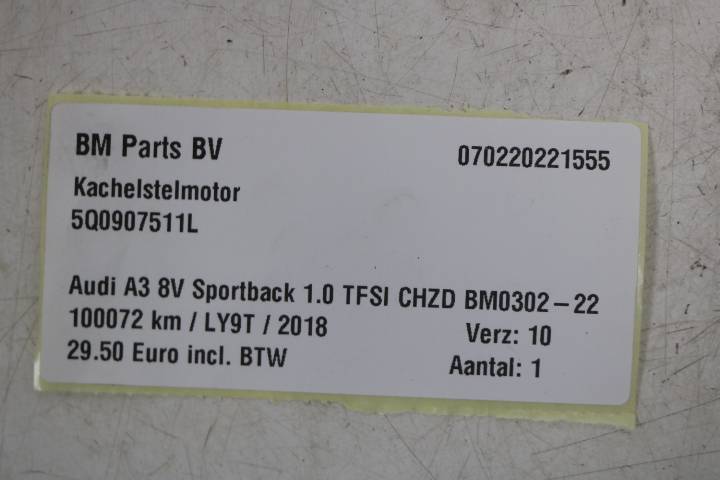 BM Parts BV 070220221555
Kachelstelmotor
5Q0907511L
Audi A3 8V Sportback 1.0 TFSI CHZD BM0302-22
100072 km / LY9T / 2018 Verz: 10
29.50 Euro incl. BTW Aantal: 1